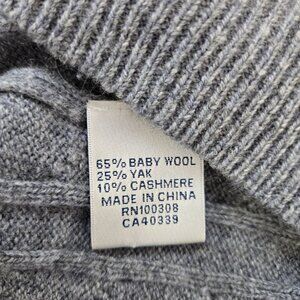 65% BABY WOOL
25% YAK
10% CASHMERE
MADE IN CHINA
RN100308
CA40339